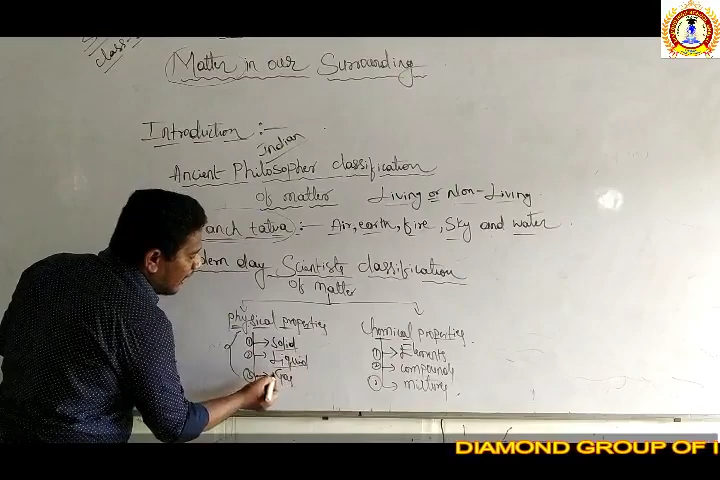 class-
Matter in our Surrounding
Introduction :-
Indian
Ancient Philosopher classification
of matter Living or Non-Living
anch tatva :- Air, earth, fire, Sky and water
dern day Scientists classification
of matter
physical properties
① → Solid
② → Liquid
③ → Gas
Chemical properties
① → Elements
② → compounds
③ → mixture
DIAMOND GROUP OF I